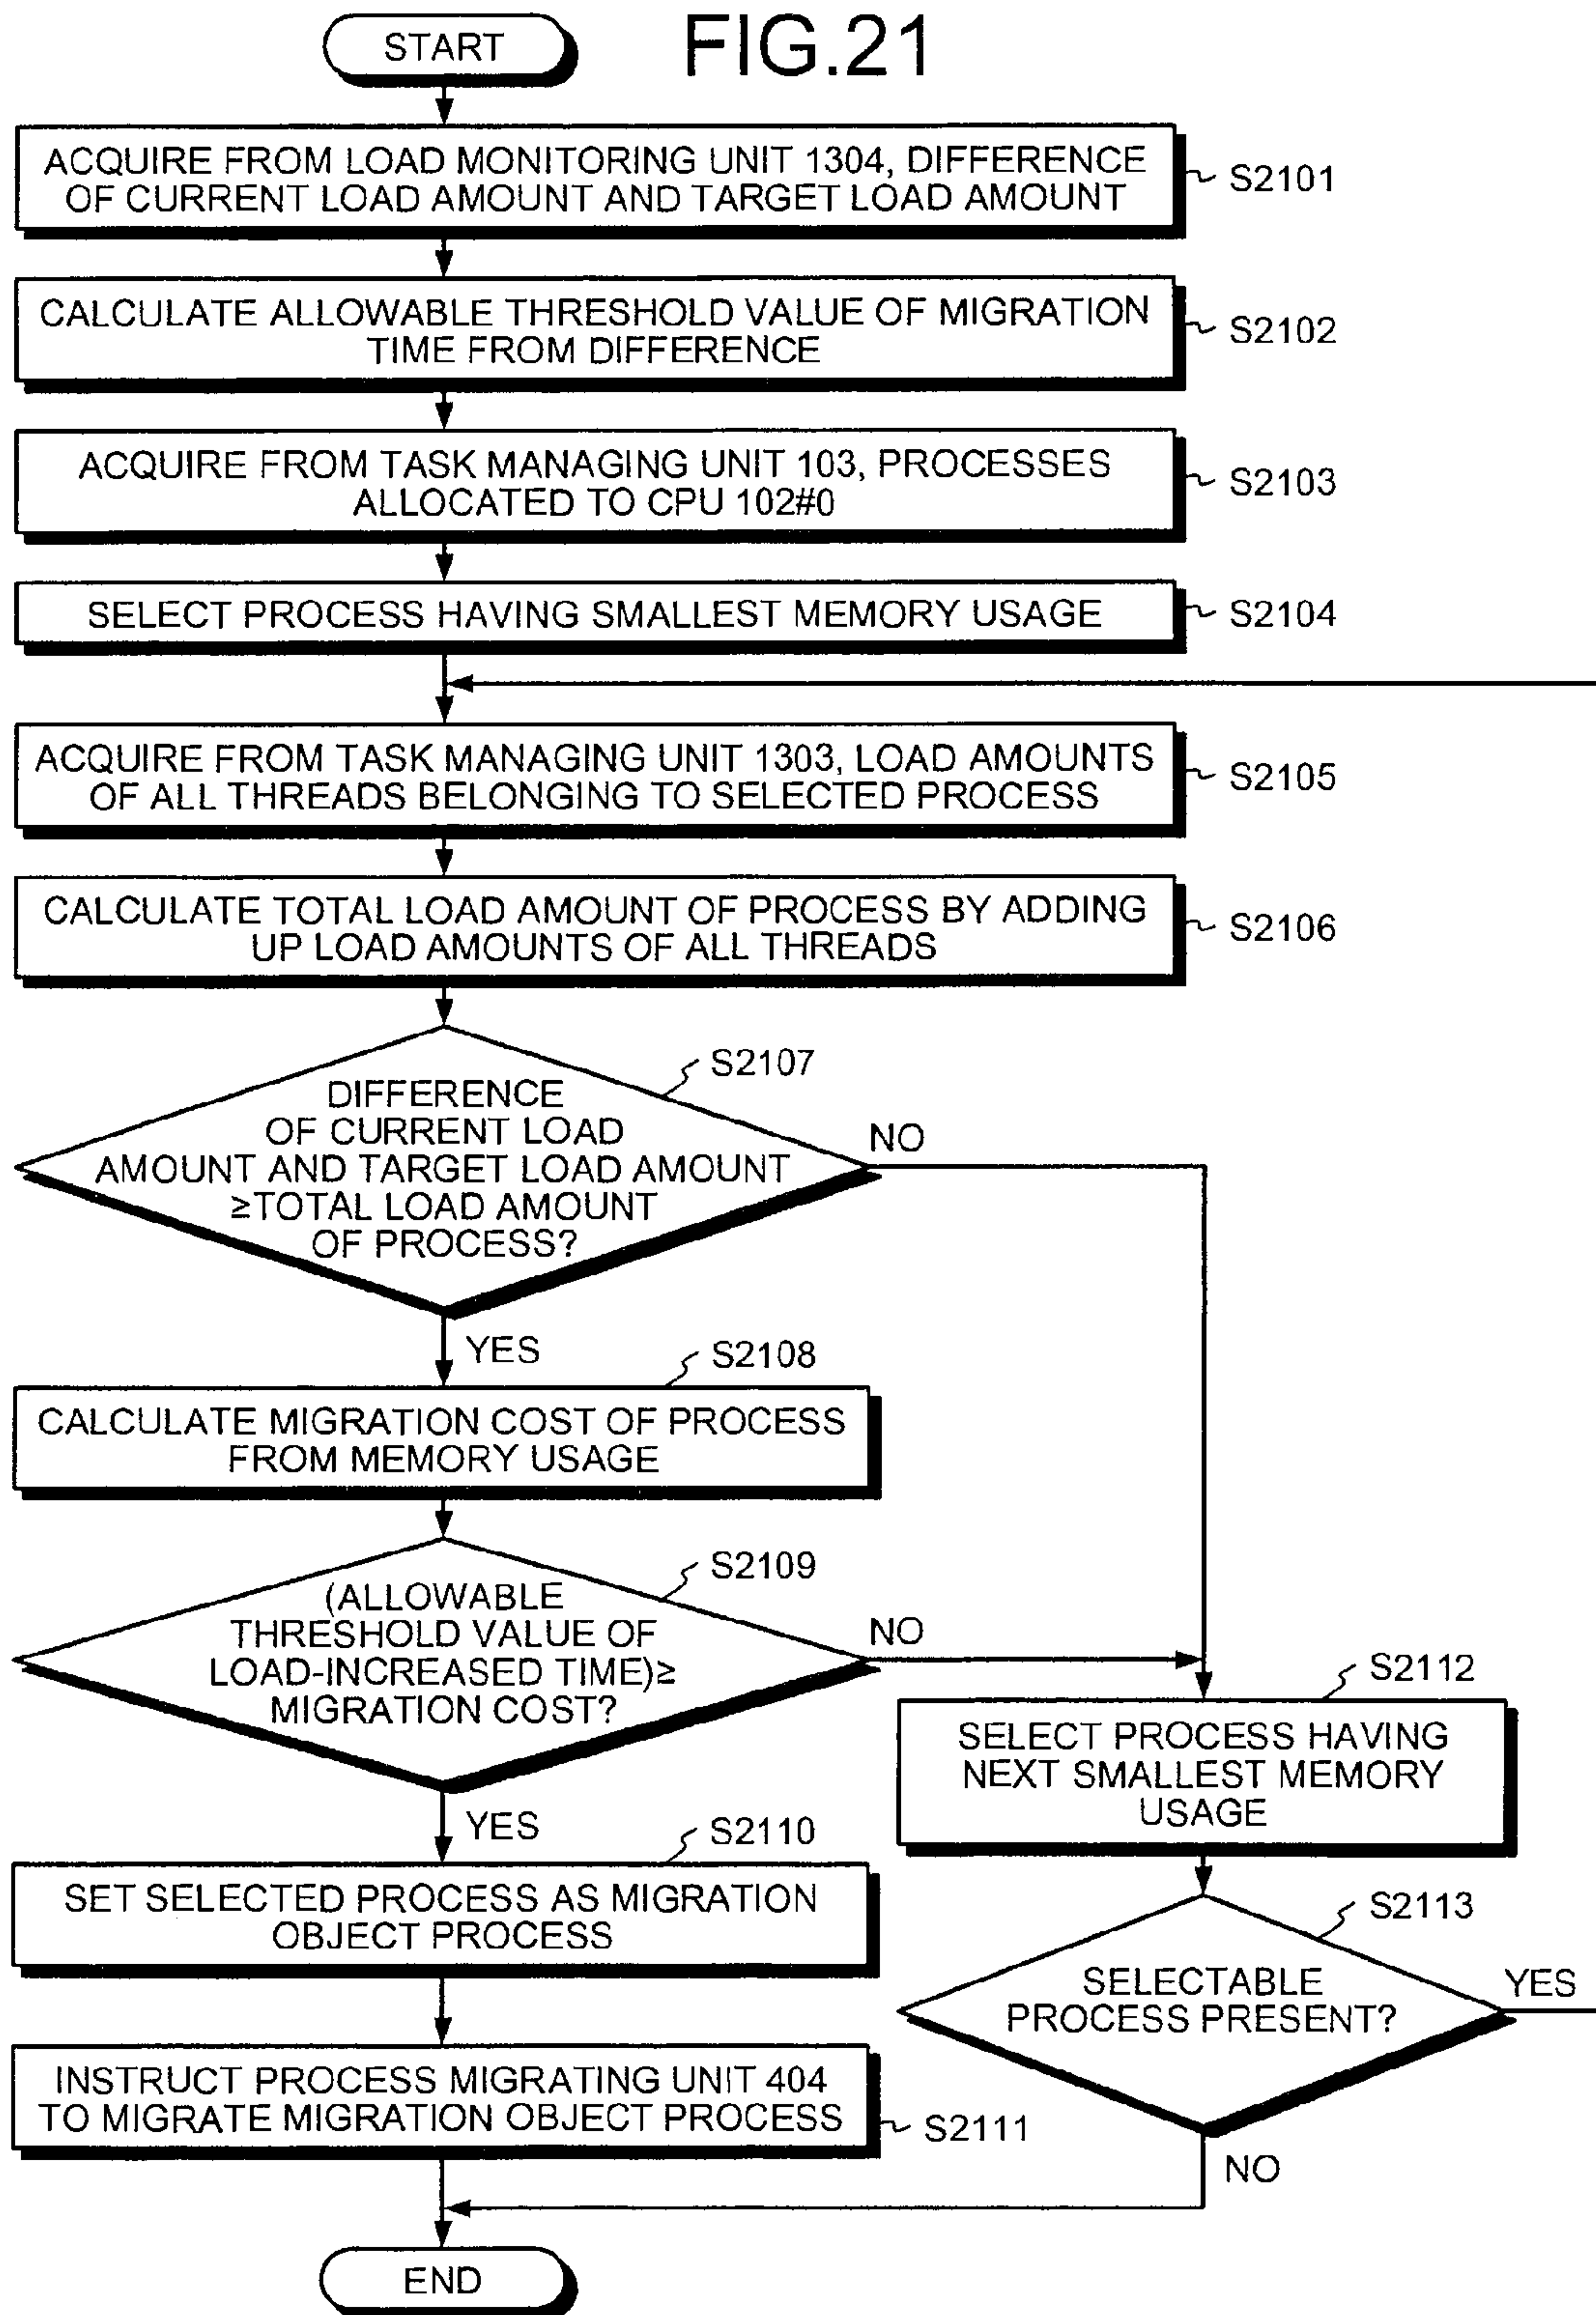 FIG.21
START
ACQUIRE FROM LOAD MONITORING UNIT 1304, DIFFERENCE
OF CURRENT LOAD AMOUNT AND TARGET LOAD AMOUNT
S2101
CALCULATE ALLOWABLE THRESHOLD VALUE OF MIGRATION
TIME FROM DIFFERENCE
S2102
ACQUIRE FROM TASK MANAGING UNIT 103, PROCESSES
ALLOCATED TO CPU 102#0
S2103
SELECT PROCESS HAVING SMALLEST MEMORY USAGE
S2104
ACQUIRE FROM TASK MANAGING UNIT 1303, LOAD AMOUNTS
OF ALL THREADS BELONGING TO SELECTED PROCESS
S2105
CALCULATE TOTAL LOAD AMOUNT OF PROCESS BY ADDING
UP LOAD AMOUNTS OF ALL THREADS
S2106
S2107
DIFFERENCE
OF CURRENT LOAD
AMOUNT AND TARGET LOAD AMOUNT
≥TOTAL LOAD AMOUNT
OF PROCESS?
NO
YES
S2108
CALCULATE MIGRATION COST OF PROCESS
FROM MEMORY USAGE
S2109
(ALLOWABLE
THRESHOLD VALUE OF
LOAD-INCREASED TIME)≥
MIGRATION COST?
NO
YES
S2110
SET SELECTED PROCESS AS MIGRATION
OBJECT PROCESS
INSTRUCT PROCESS MIGRATING UNIT 404
TO MIGRATE MIGRATION OBJECT PROCESS
S2111
S2112
SELECT PROCESS HAVING
NEXT SMALLEST MEMORY
USAGE
S2113
SELECTABLE
PROCESS PRESENT?
YES
NO
END